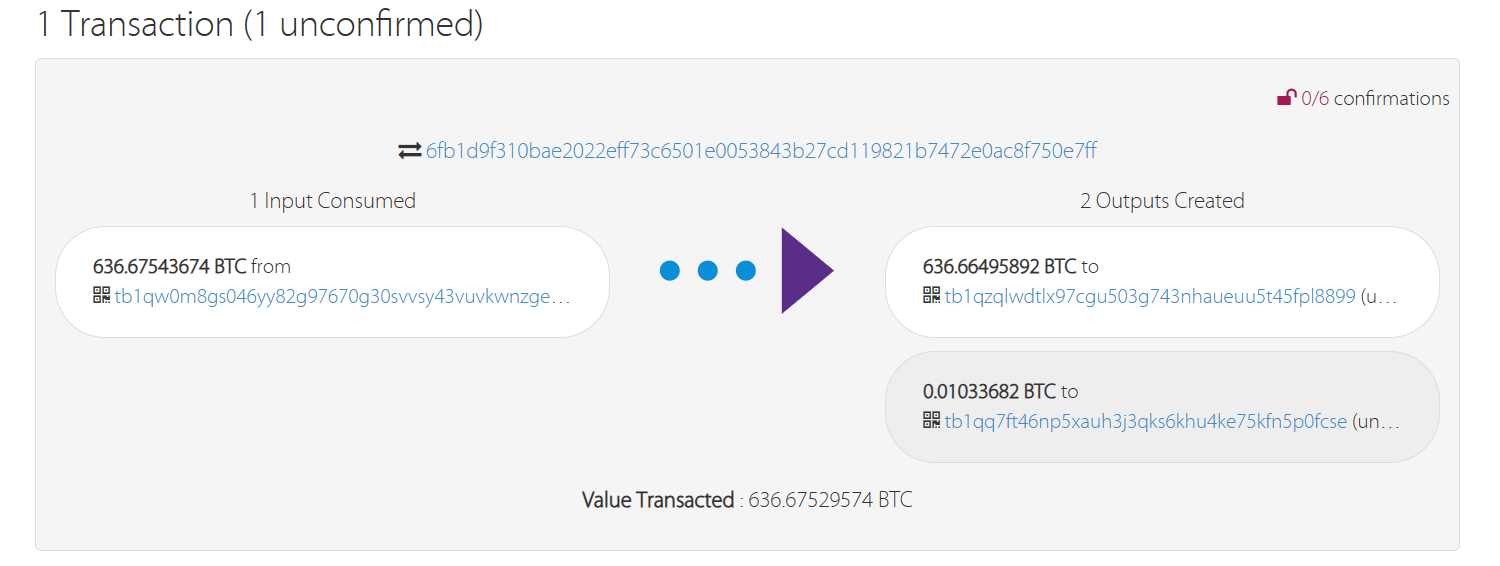 1 Transaction (1 unconfirmed)
0/6 confirmations
6fb1d9f310bae2022eff73c6501e0053843b27cd119821b7472e0ac8f750e7ff
1 Input Consumed
636.67543674 BTC from
tb1qw0m8gs046yy82g97670g30svvsy43vuvkwnzge…
2 Outputs Created
636.66495892 BTC to
tb1qzqlwdtlx97cgu503g743nhaueuu5t45fpl8899 (u…
0.01033682 BTC to
tb1qq7ft46np5xauh3j3qks6khu4ke75kfn5p0fcse (un…
Value Transacted : 636.67529574 BTC